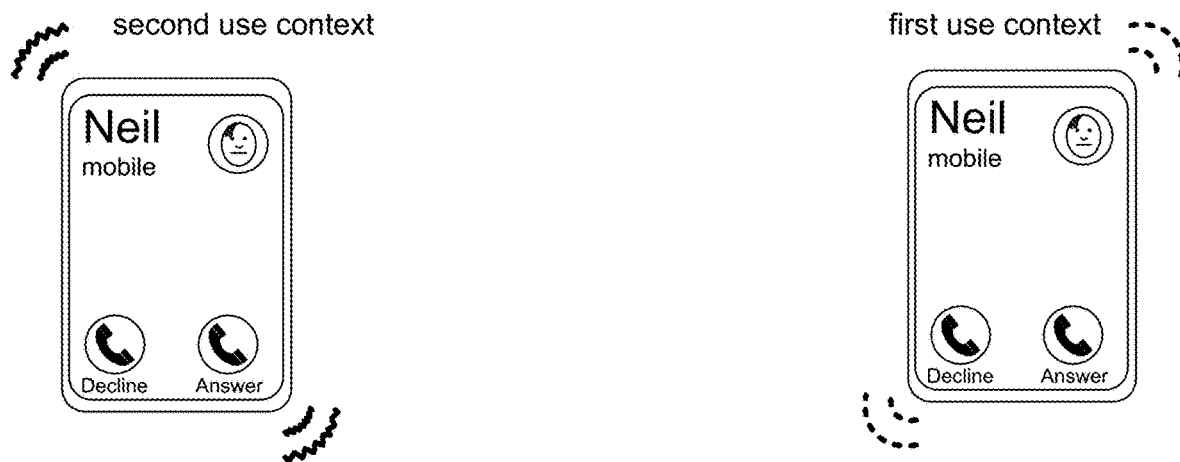 second use context
Neil
mobile
Decline Answer
first use context
Neil
mobile
Decline Answer